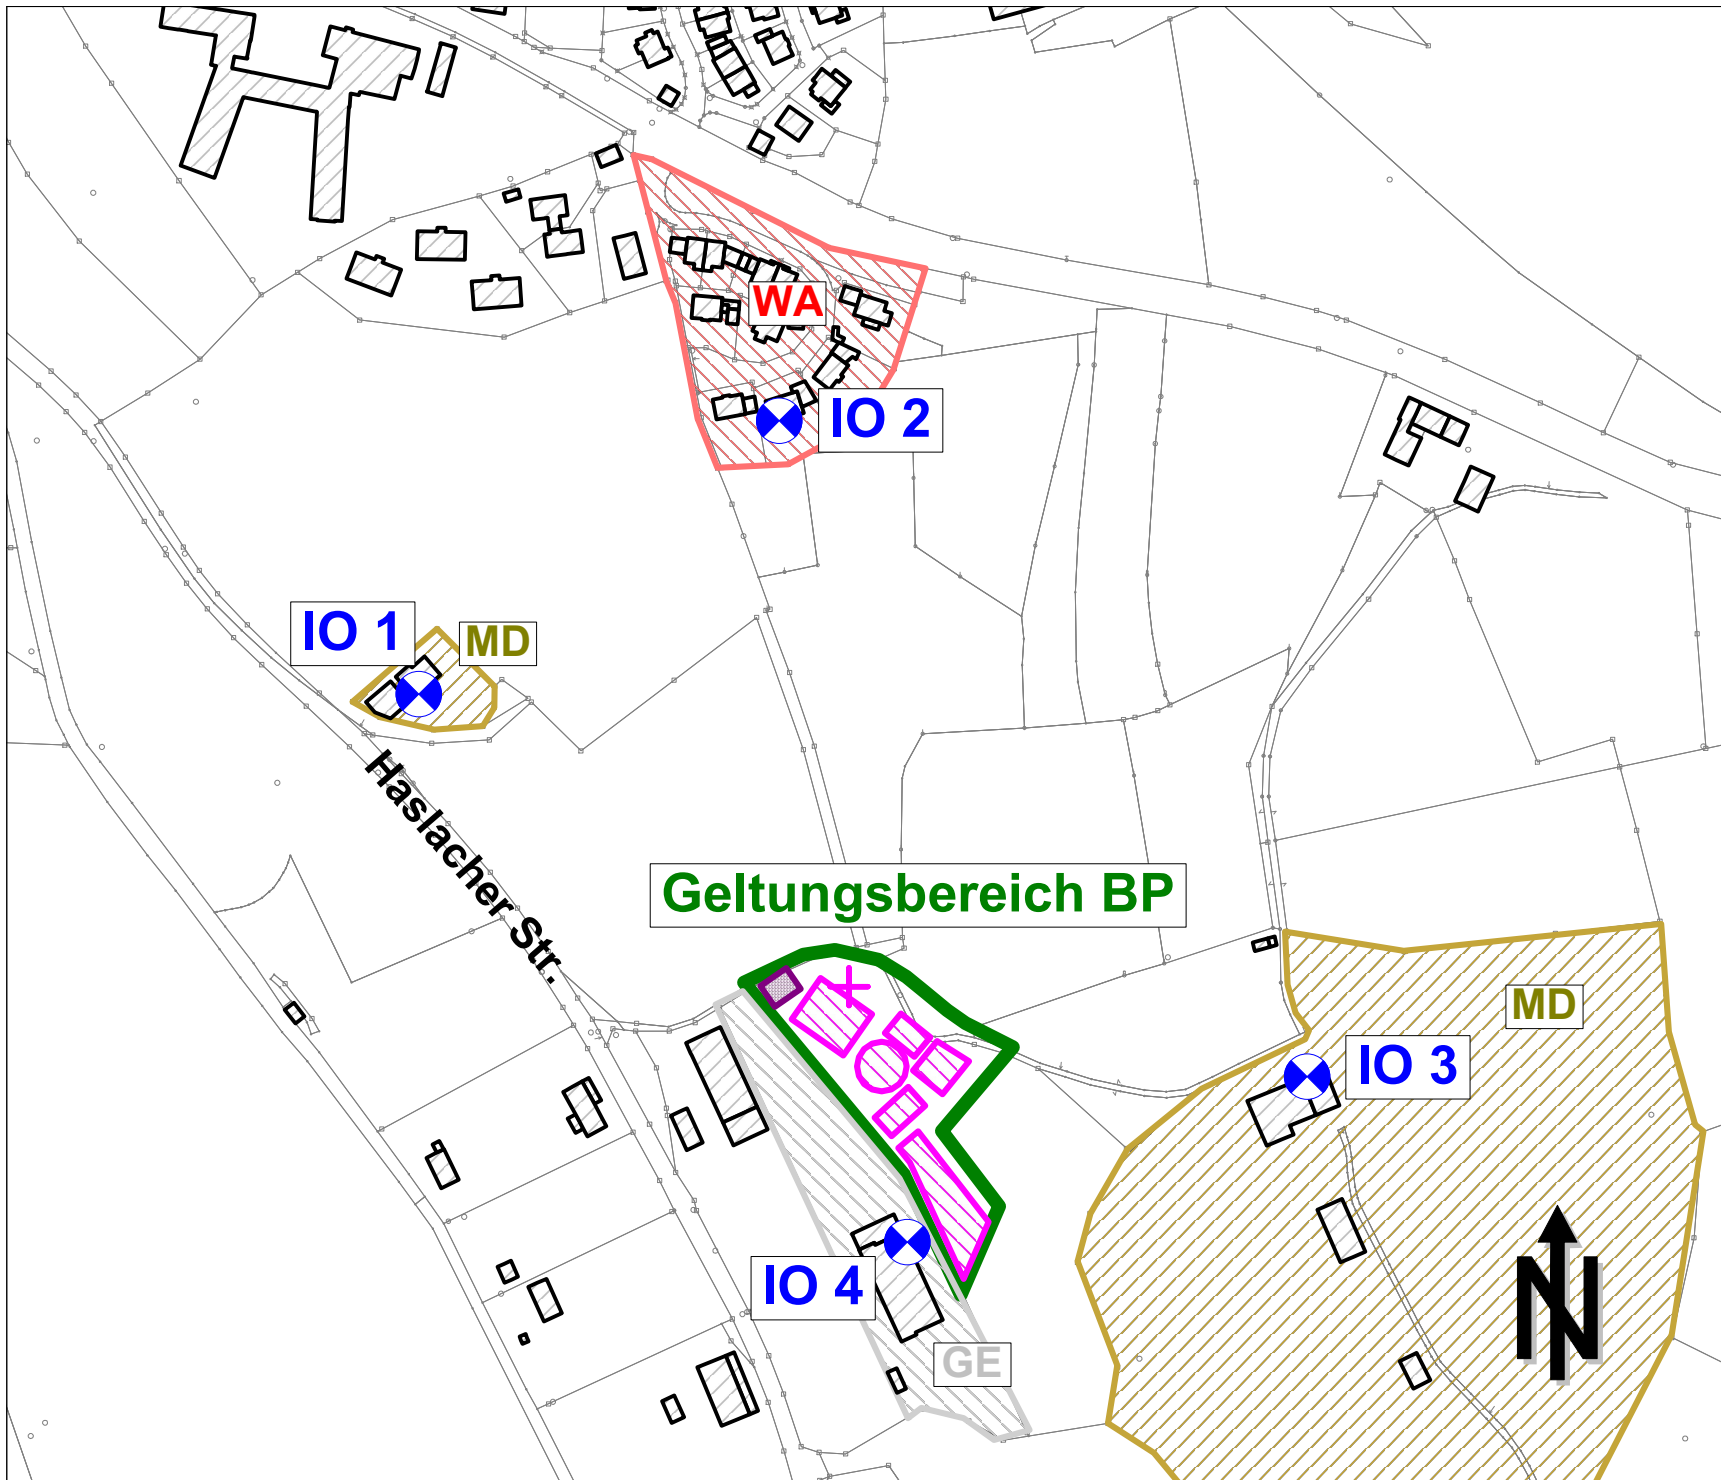 WA
IO 2
IO 1
MD
Haslacher Str.
Geltungsbereich BP
MD
IO 3
IO 4
GE
N